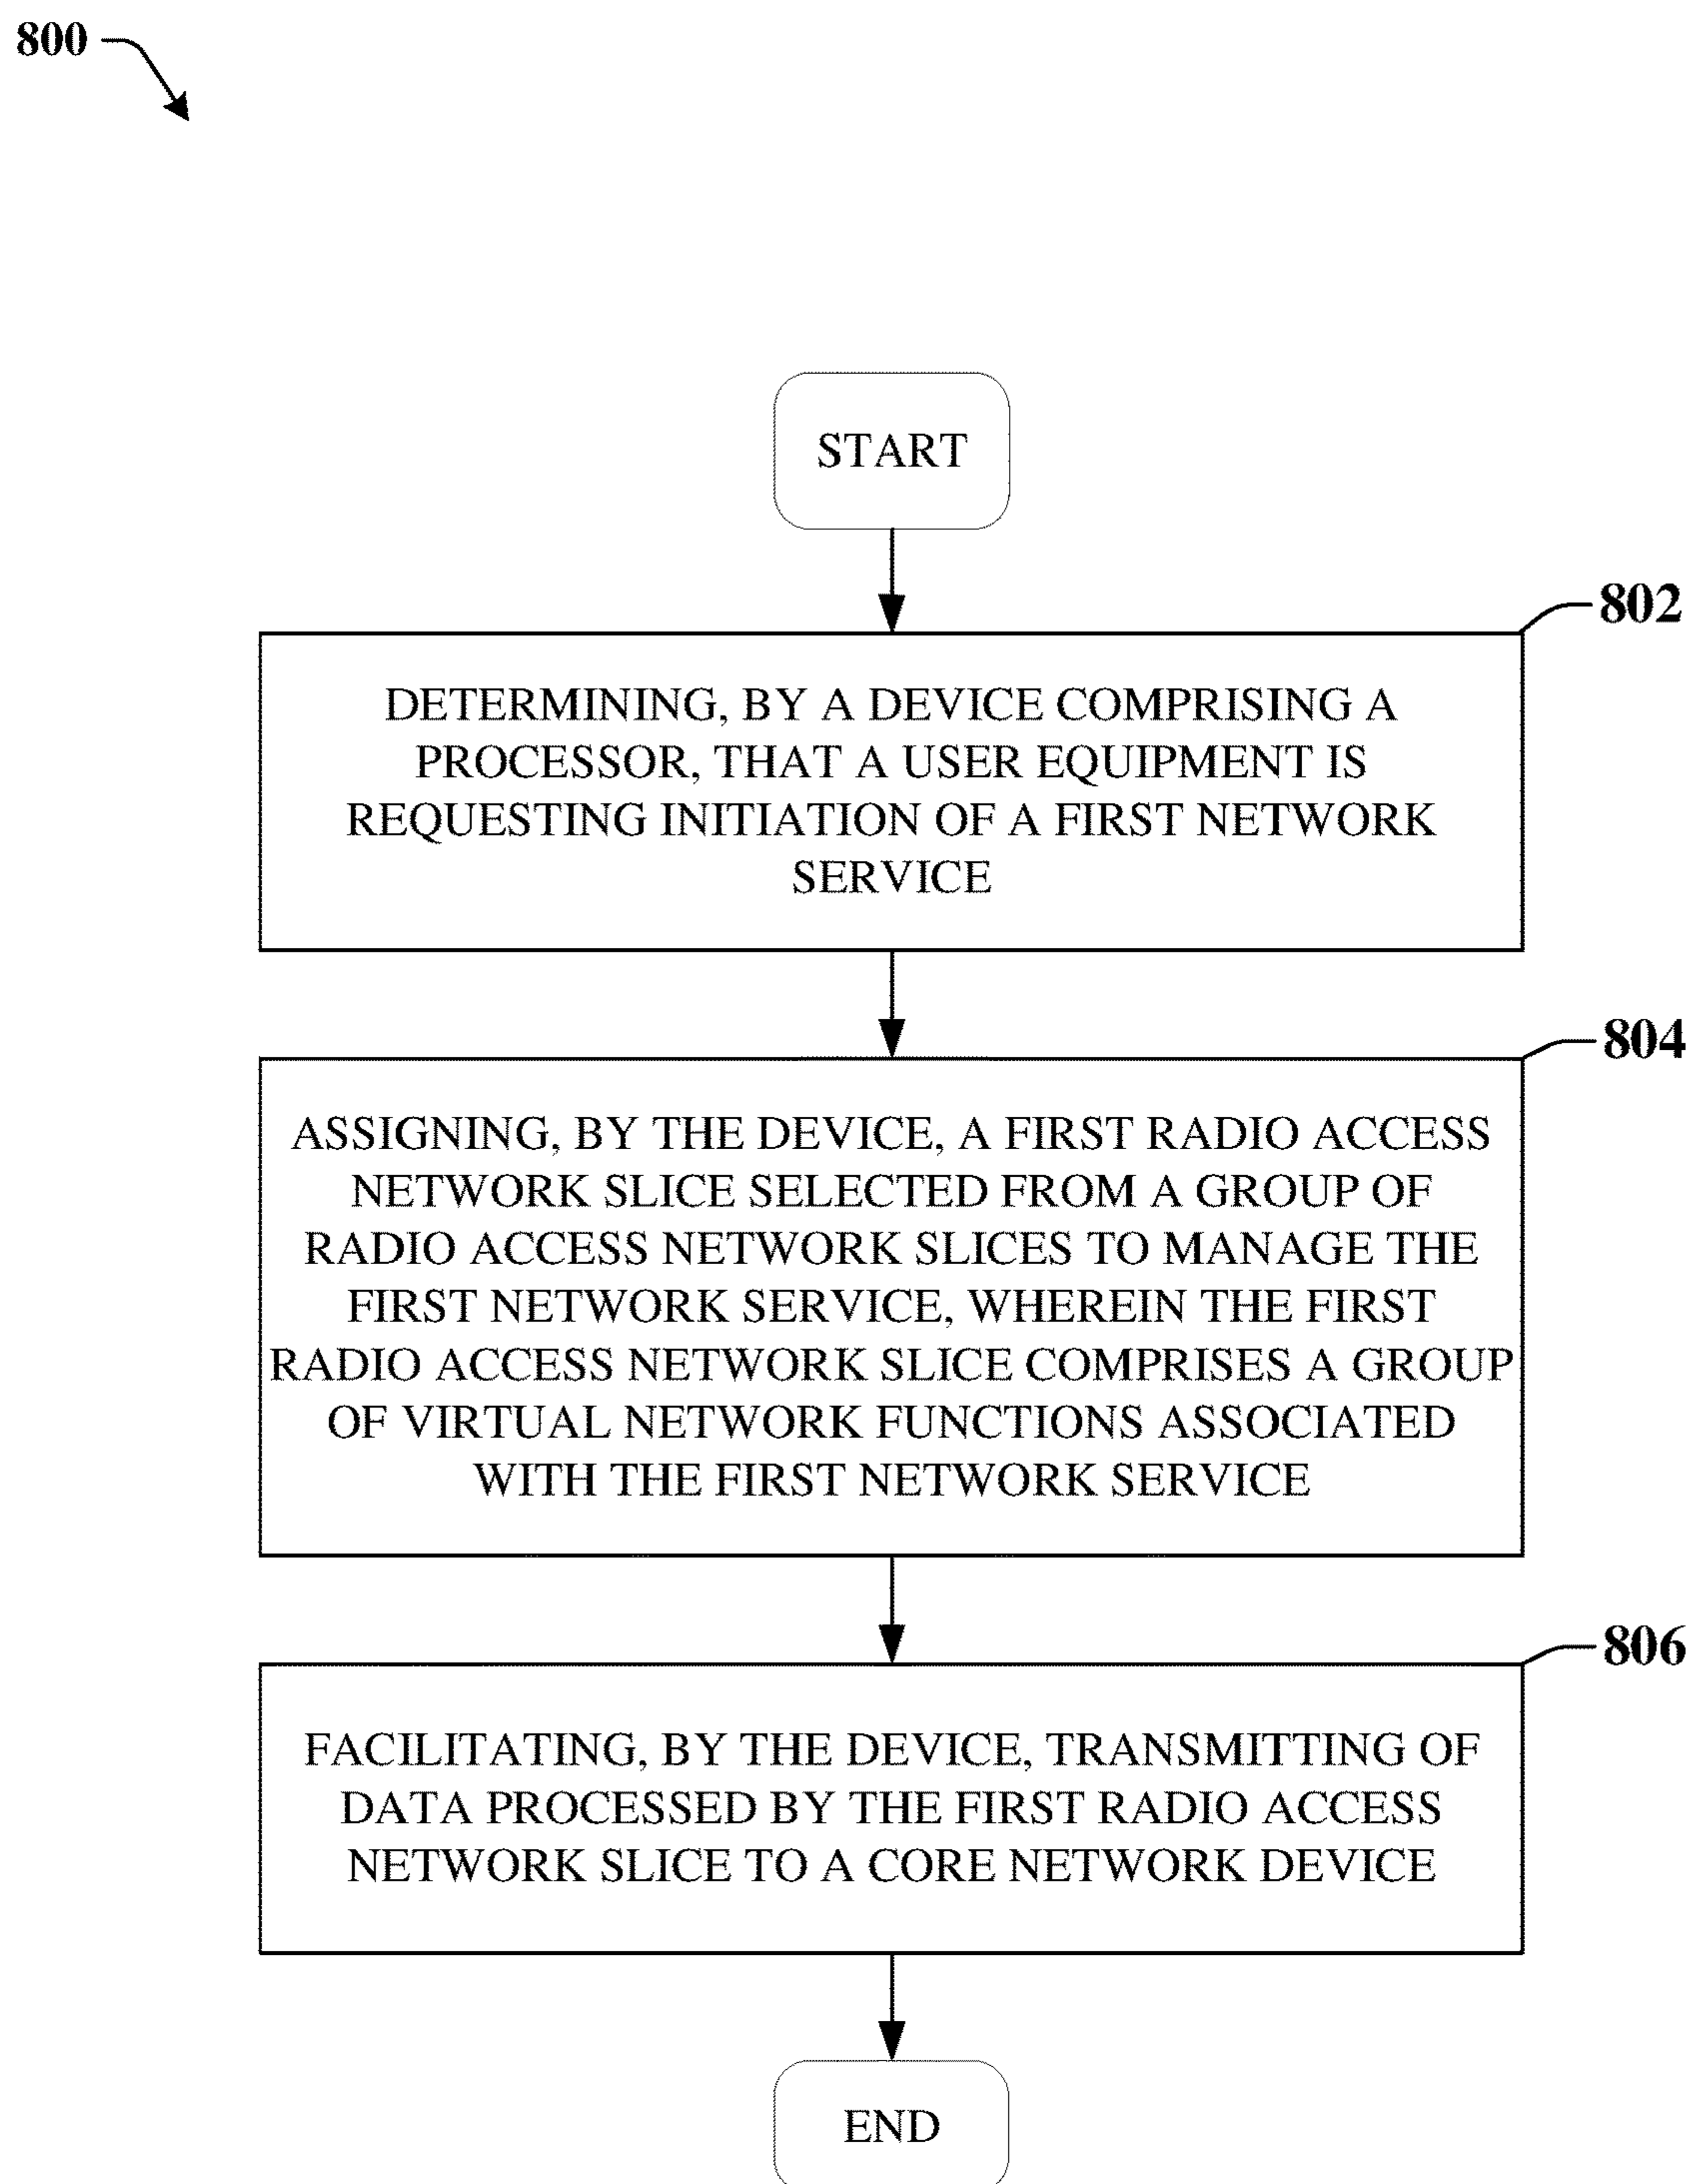 800
START
802
DETERMINING, BY A DEVICE COMPRISING A
PROCESSOR, THAT A USER EQUIPMENT IS
REQUESTING INITIATION OF A FIRST NETWORK
SERVICE
804
ASSIGNING, BY THE DEVICE, A FIRST RADIO ACCESS
NETWORK SLICE SELECTED FROM A GROUP OF
RADIO ACCESS NETWORK SLICES TO MANAGE THE
FIRST NETWORK SERVICE, WHEREIN THE FIRST
RADIO ACCESS NETWORK SLICE COMPRISES A GROUP
OF VIRTUAL NETWORK FUNCTIONS ASSOCIATED
WITH THE FIRST NETWORK SERVICE
806
FACILITATING, BY THE DEVICE, TRANSMITTING OF
DATA PROCESSED BY THE FIRST RADIO ACCESS
NETWORK SLICE TO A CORE NETWORK DEVICE
END